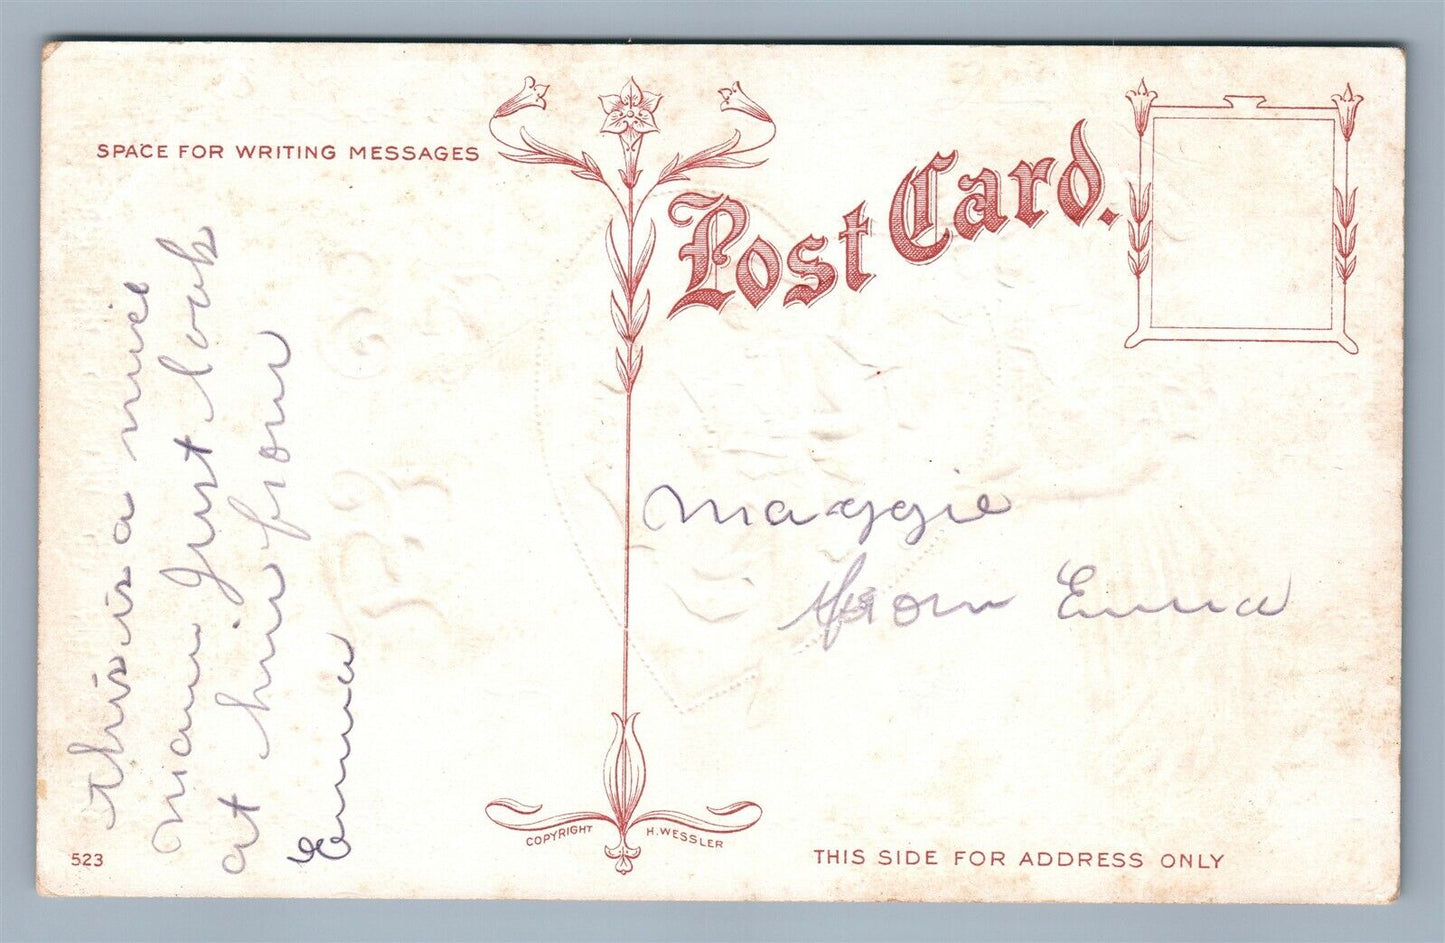 SPACE FOR WRITING MESSAGES
Post Card.
this is a nice
man Just look
at him from
Emma
Maggie
from Emma
COPYRIGHT H. WESSLER
523
THIS SIDE FOR ADDRESS ONLY